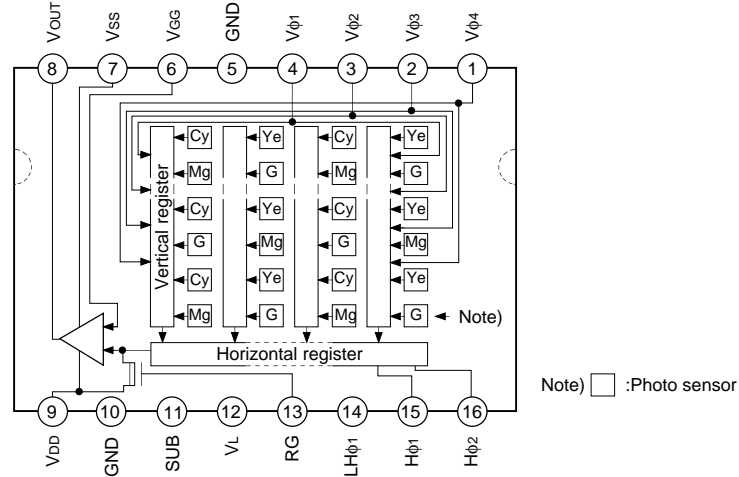 VOUT VSS VGG GND Vϕ1 Vϕ2 Vϕ3 Vϕ4
8 7 6 5 4 3 2 1
Cy Ye Cy Ye
Mg G Mg G
Cy Ye Cy Ye
G Mg G Mg
Cy Ye Cy Ye
Mg G Mg G
Vertical register
Note)
Horizontal register
Note) :Photo sensor
9 10 11 12 13 14 15 16
VDD GND SUB VL RG LHϕ1 Hϕ1 Hϕ2